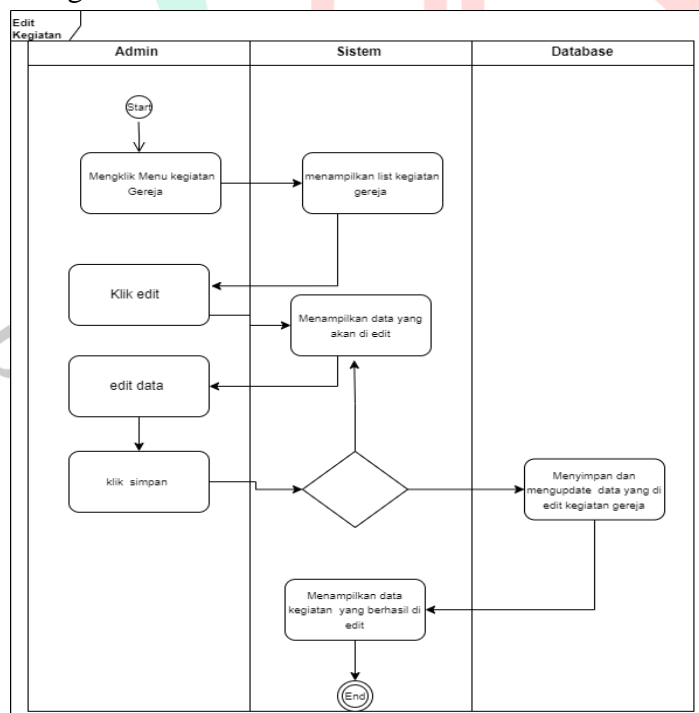 Edit
Kegiatan
Admin
Sistem
Database
Start
Mengklik Menu kegiatan
Gereja
menampilkan list kegiatan
gereja
Klik edit
Menampilkan data yang
akan di edit
edit data
klik simpan
Menyimpan dan
mengupdate data yang di
edit kegiatan gereja
Menampilkan data
kegiatan yang berhasil di
edit
End